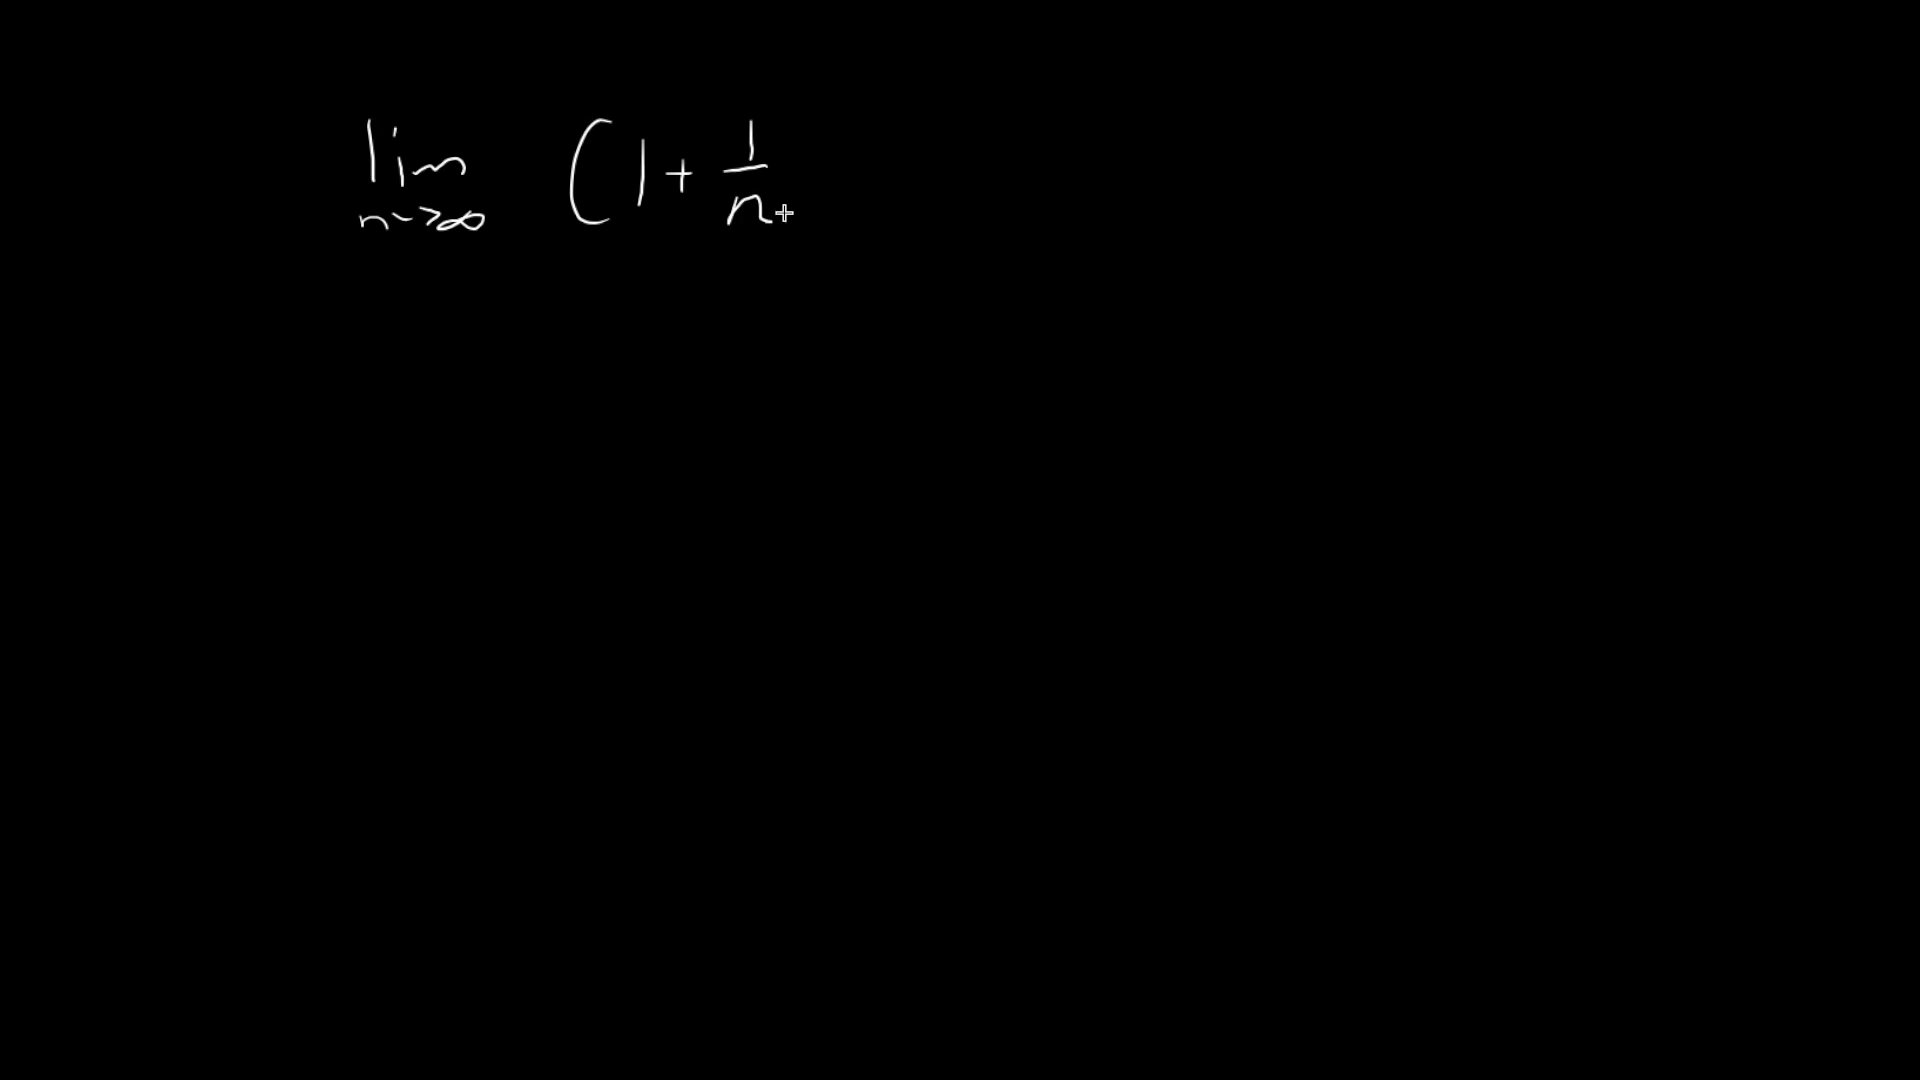 lim (1 + 1/n
n->∞